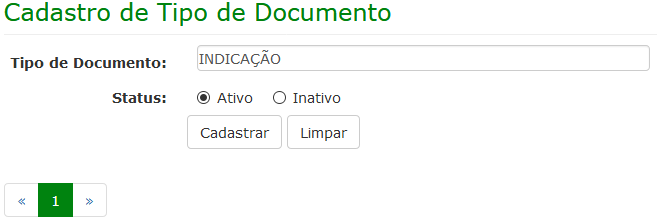 Cadastro de Tipo de Documento
Tipo de Documento: INDICAÇÃO
Status: Ativo Inativo
Cadastrar Limpar
« 1 »